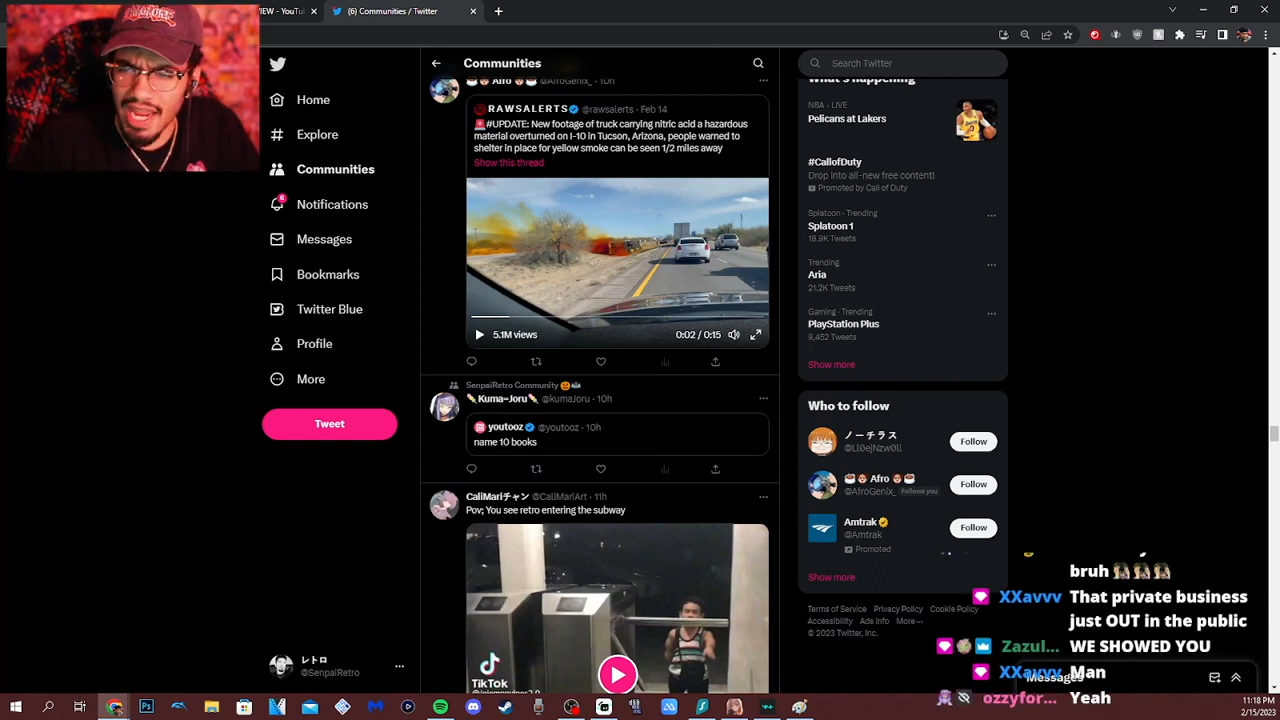 IEW - YouTu
(6) Communities / Twitter
Home
Explore
Communities
6
Notifications
Messages
Bookmarks
Twitter Blue
Profile
More
Tweet
レトロ
@SenpaiRetro
Communities
Afro @AfroGenix_ · 10h
RAWSALERTS @rawsalerts · Feb 14
🚨#UPDATE: New footage of truck carrying nitric acid a hazardous
material overturned on I-10 in Tucson, Arizona, people warned to
shelter in place for yellow smoke can be seen 1/2 miles away
Show this thread
5.1M views
0:02 / 0:15
SenpaiRetro Community 🎃🦇
Kuma-Joru @kumaJoru · 10h
youtooz @youtooz · 10h
name 10 books
CaliMariチャン @CaliMariArt · 11h
Pov; You see retro entering the subway
TikTok
Search Twitter
What's happening
NBA · LIVE
Pelicans at Lakers
#CallofDuty
Drop into all-new free content!
Promoted by Call of Duty
Splatoon · Trending
Splatoon 1
18.9K Tweets
Trending
Aria
21.2K Tweets
Gaming · Trending
PlayStation Plus
9,452 Tweets
Show more
Who to follow
ノーチラス
@Ll0ejNzw0ll
Follow
Afro
@AfroGenix_ Follows you
Follow
Amtrak
@Amtrak
Follow
Promoted
Show more
Terms of Service Privacy Policy Cookie Policy
Accessibility Ads info More ···
© 2023 Twitter, Inc.
Messages
bruh
XXavvv That private business
just OUT in the public
Zazul... WE SHOWED YOU
XXavvv Man
ozzyfor... Yeah
11:18 PM
2/15/2023